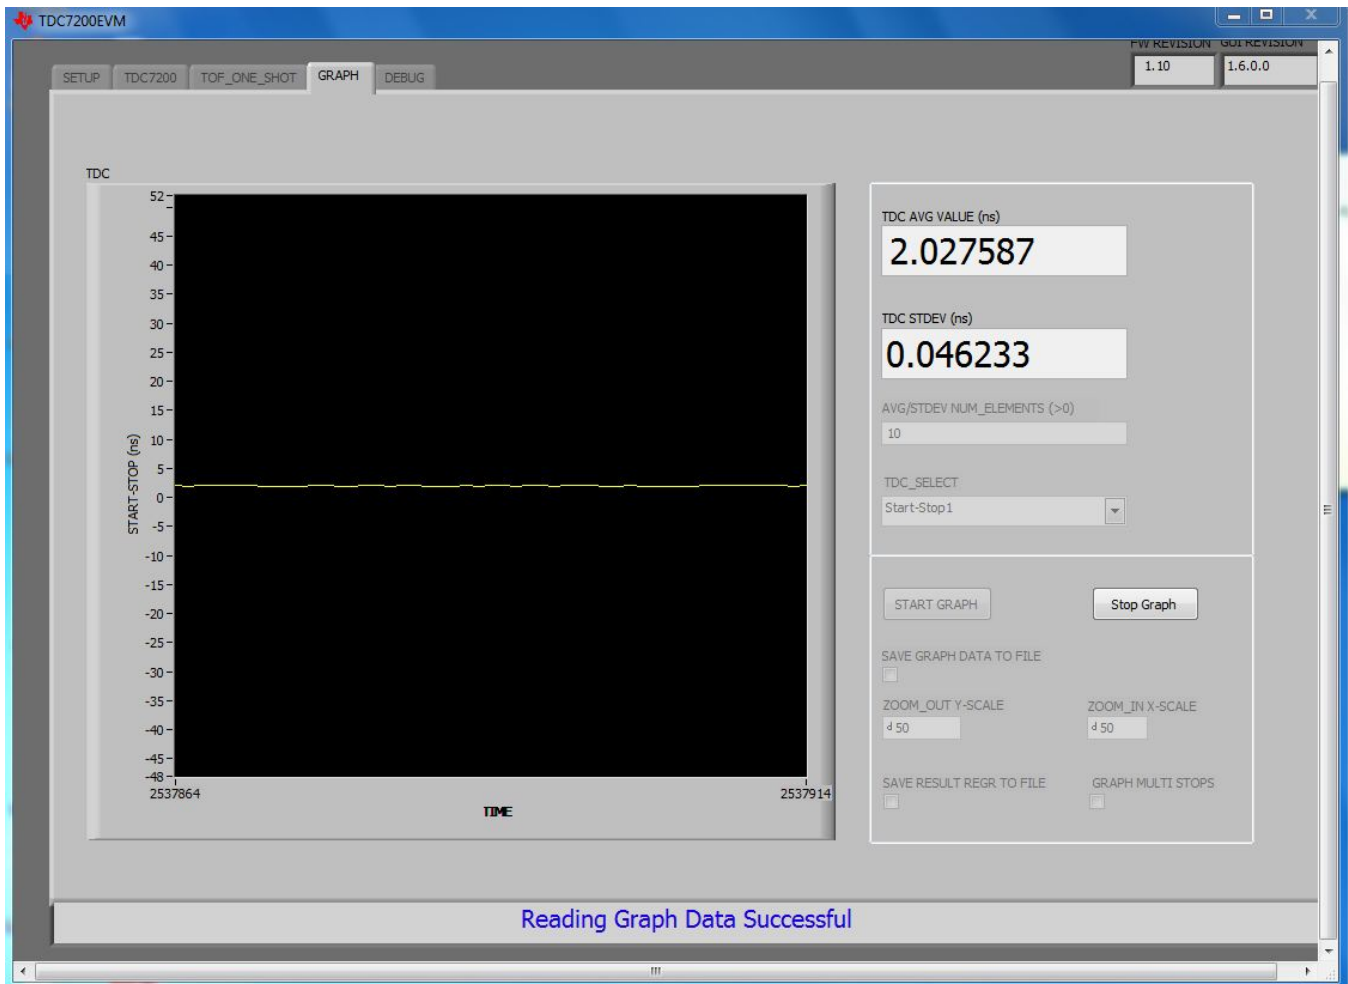 TDC7200EVM
FW REVISION GUI REVISION
1.10 1.6.0.0
SETUP TDC7200 TOF_ONE_SHOT GRAPH DEBUG
TDC
52
45
40
35
30
25
20
15
10
5
0
-5
-10
-15
-20
-25
-30
-35
-40
-45
-48
START-STOP (ns)
2537864 2537914
TIME
TDC AVG VALUE (ns)
2.027587
TDC STDEV (ns)
0.046233
AVG/STDEV NUM_ELEMENTS (>0)
10
TDC_SELECT
Start-Stop1
START GRAPH Stop Graph
SAVE GRAPH DATA TO FILE
ZOOM_OUT Y-SCALE ZOOM_IN X-SCALE
d 50 d 50
SAVE RESULT REGR TO FILE GRAPH MULTI STOPS
Reading Graph Data Successful